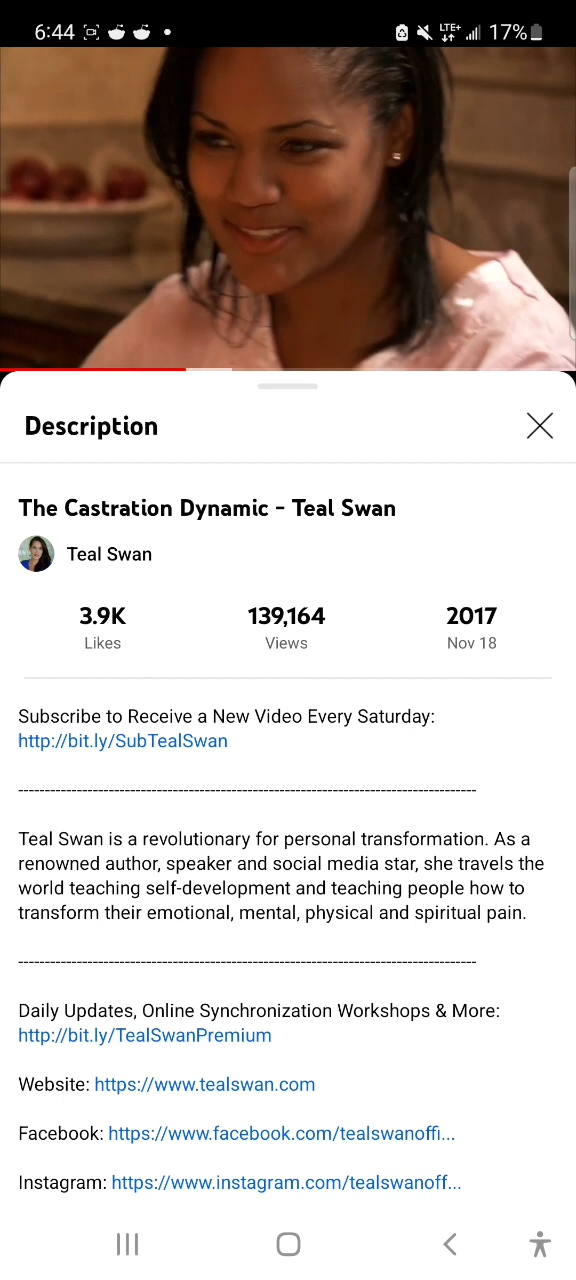 6:44
LTE+
17%
Description
The Castration Dynamic - Teal Swan
Teal Swan
3.9K 139,164 2017
Likes Views Nov 18
Subscribe to Receive a New Video Every Saturday:
http://bit.ly/SubTealSwan
--------------------------------------------------------------------------------------------
Teal Swan is a revolutionary for personal transformation. As a
renowned author, speaker and social media star, she travels the
world teaching self-development and teaching people how to
transform their emotional, mental, physical and spiritual pain.
--------------------------------------------------------------------------------------------
Daily Updates, Online Synchronization Workshops & More:
http://bit.ly/TealSwanPremium
Website: https://www.tealswan.com
Facebook: https://www.facebook.com/tealswanoffi...
Instagram: https://www.instagram.com/tealswanoff...